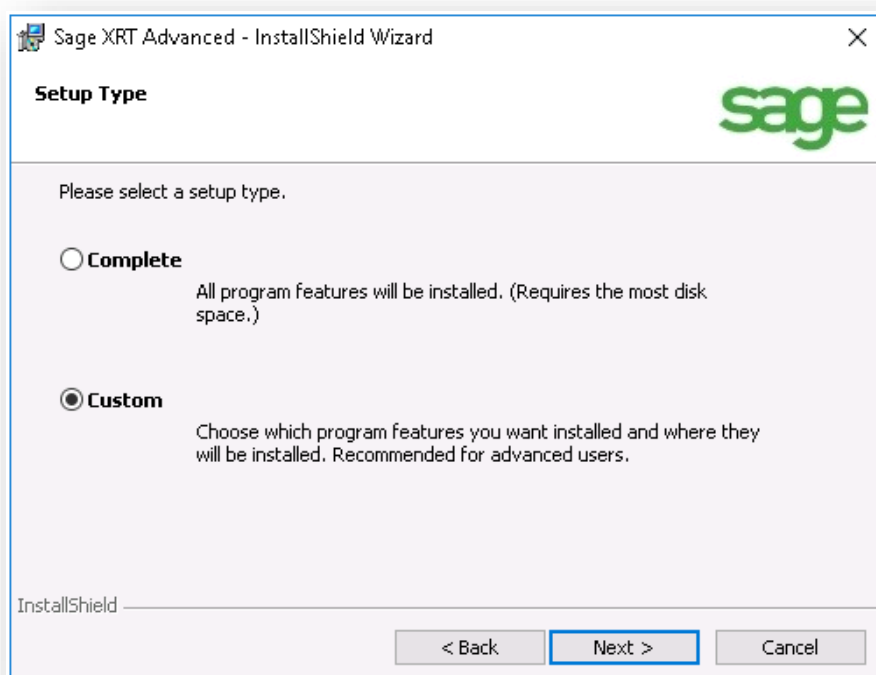 Sage XRT Advanced - InstallShield Wizard
Setup Type
sage
Please select a setup type.
Complete
All program features will be installed. (Requires the most disk
space.)
Custom
Choose which program features you want installed and where they
will be installed. Recommended for advanced users.
InstallShield
< Back
Next >
Cancel